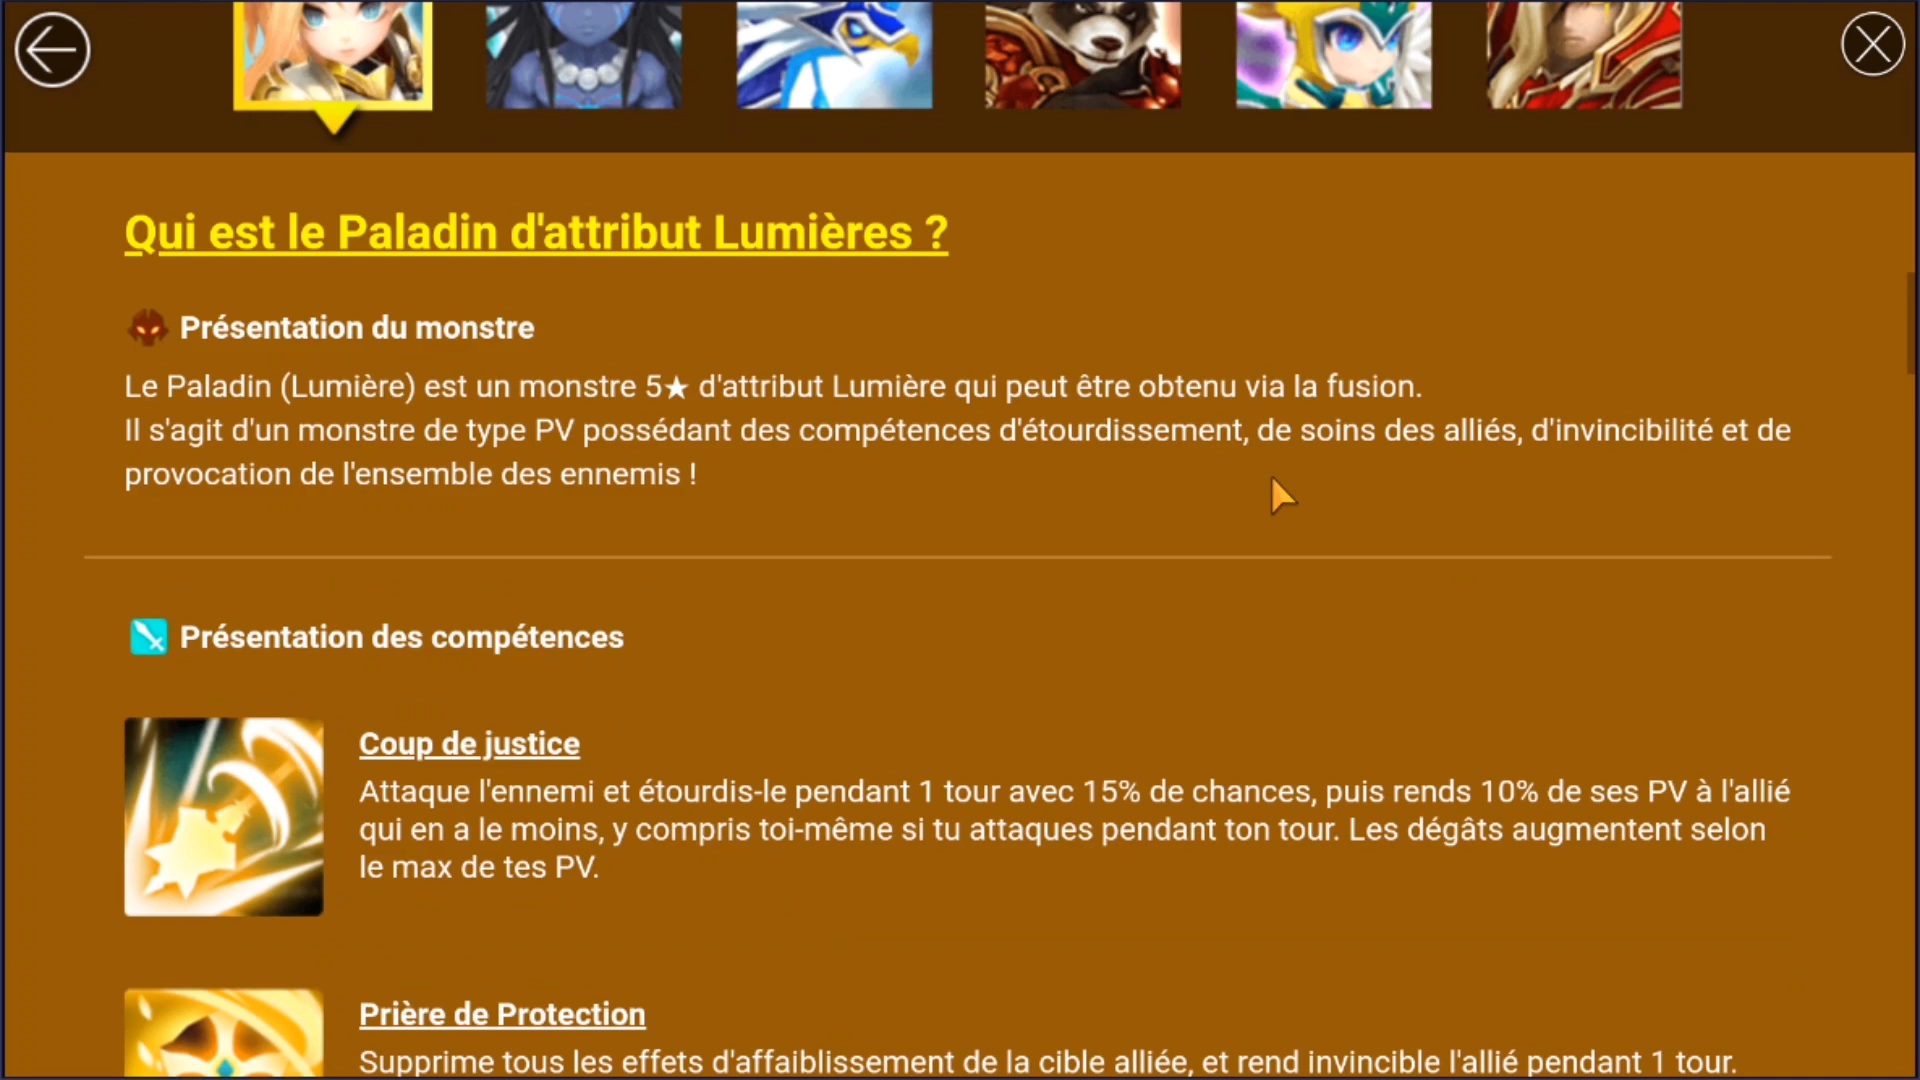 Qui est le Paladin d'attribut Lumières ?
Présentation du monstre
Le Paladin (Lumière) est un monstre 5★ d'attribut Lumière qui peut être obtenu via la fusion.
Il s'agit d'un monstre de type PV possédant des compétences d'étourdissement, de soins des alliés, d'invincibilité et de
provocation de l'ensemble des ennemis !
Présentation des compétences
Coup de justice
Attaque l'ennemi et étourdis-le pendant 1 tour avec 15% de chances, puis rends 10% de ses PV à l'allié
qui en a le moins, y compris toi-même si tu attaques pendant ton tour. Les dégâts augmentent selon
le max de tes PV.
Prière de Protection
Supprime tous les effets d'affaiblissement de la cible alliée, et rend invincible l'allié pendant 1 tour.